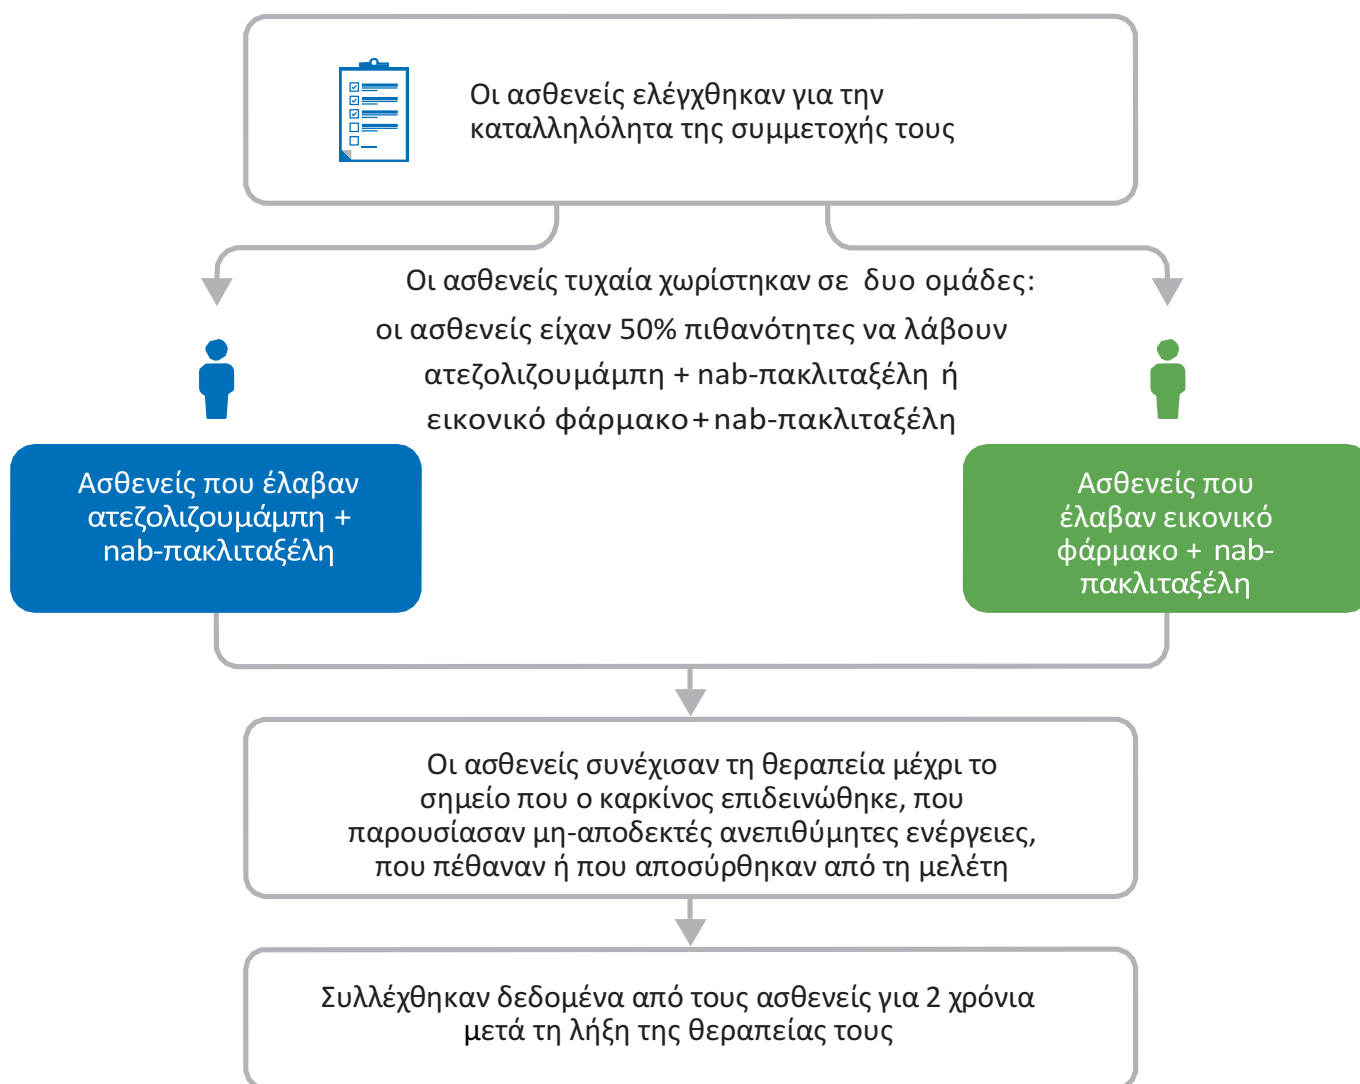 Οι ασθενείς ελέγχθηκαν για την
καταλληλόλητα της συμμετοχής τους
Οι ασθενείς τυχαία χωρίστηκαν σε δυο ομάδες:
οι ασθενείς είχαν 50% πιθανότητες να λάβουν
ατεζολιζουμάμπη + nab-πακλιταξέλη ή
εικονικό φάρμακο + nab-πακλιταξέλη
Ασθενείς που έλαβαν
ατεζολιζουμάμπη +
nab-πακλιταξέλη
Ασθενείς που
έλαβαν εικονικό
φάρμακο + nab-
πακλιταξέλη
Οι ασθενείς συνέχισαν τη θεραπεία μέχρι το
σημείο που ο καρκίνος επιδεινώθηκε, που
παρουσίασαν μη-αποδεκτές ανεπιθύμητες ενέργειες,
που πέθαναν ή που αποσύρθηκαν από τη μελέτη
Συλλέχθηκαν δεδομένα από τους ασθενείς για 2 χρόνια
μετά τη λήξη της θεραπείας τους